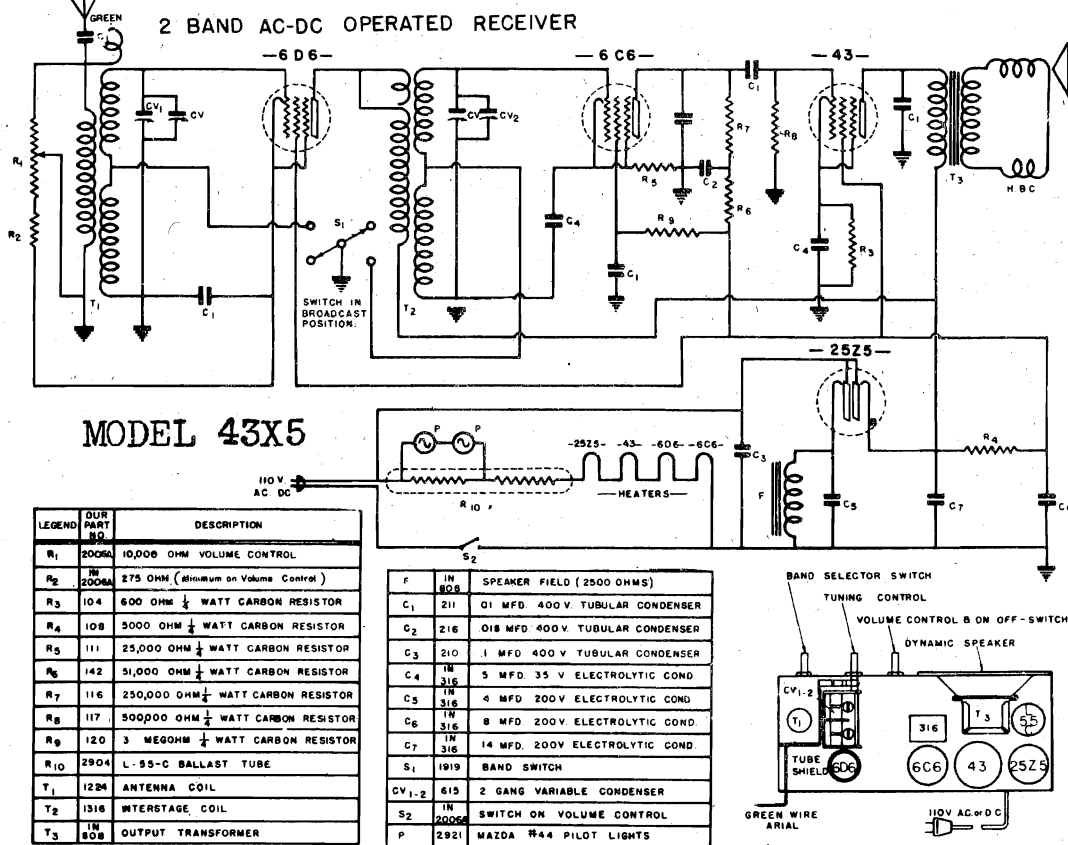 GREEN
2 BAND AC-DC OPERATED RECEIVER
—6D6—
—6C6—
—43—
C1
CV1
CV
CV
CV2
C1
R1
R2
R7
R8
C1
R5
C2
R6
R9
C4
S1
C4
R3
T3
H.B.C
T1
C1
T2
C1
SWITCH IN
BROADCAST
POSITION.
—25Z5—
MODEL 43X5
P
P
-25Z5- -43- -6D6- -6C6-
110 V.
AC. DC
HEATERS
R10
S2
C3
F
C5
R4
C7
C6
LEGEND OUR PART NO. DESCRIPTION
R1 2006A 10,000 OHM VOLUME CONTROL
R2 IN 2006A 275 OHM (Minimum on Volume Control)
R3 104 600 OHM 1/4 WATT CARBON RESISTOR
R4 108 5000 OHM 1/4 WATT CARBON RESISTOR
R5 111 25,000 OHM 1/4 WATT CARBON RESISTOR
R6 142 51,000 OHM 1/4 WATT CARBON RESISTOR
R7 116 250,000 OHM 1/4 WATT CARBON RESISTOR
R8 117 500,000 OHM 1/4 WATT CARBON RESISTOR
R9 120 3 MEGOHM 1/4 WATT CARBON RESISTOR
R10 2904 L-55-C BALLAST TUBE
T1 1224 ANTENNA COIL
T2 1316 INTERSTAGE COIL
T3 IN 808 OUTPUT TRANSFORMER
F IN 808 SPEAKER FIELD (2500 OHMS)
C1 211 .01 MFD. 400 V. TUBULAR CONDENSER
C2 216 .018 MFD. 400 V. TUBULAR CONDENSER
C3 210 .1 MFD 400 V TUBULAR CONDENSER
C4 IN 316 5 MFD. 35 V ELECTROLYTIC COND
C5 IN 316 4 MFD 200 V ELECTROLYTIC COND
C6 IN 316 8 MFD. 200V. ELECTROLYTIC COND.
C7 IN 316 14 MFD. 200V ELECTROLYTIC COND.
S1 1919 BAND SWITCH
CV1-2 615 2 GANG VARIABLE CONDENSER
S2 IN 2006A SWITCH ON VOLUME CONTROL
P 2921 MAZDA #44 PILOT LIGHTS
BAND SELECTOR SWITCH
TUNING CONTROL
VOLUME CONTROL & ON OFF-SWITCH
DYNAMIC SPEAKER
CV1-2
T1
316
T3
TUBE
SHIELD
6D6
6C6
43
25Z5
GREEN WIRE
ARIAL
110V A.C. or D C